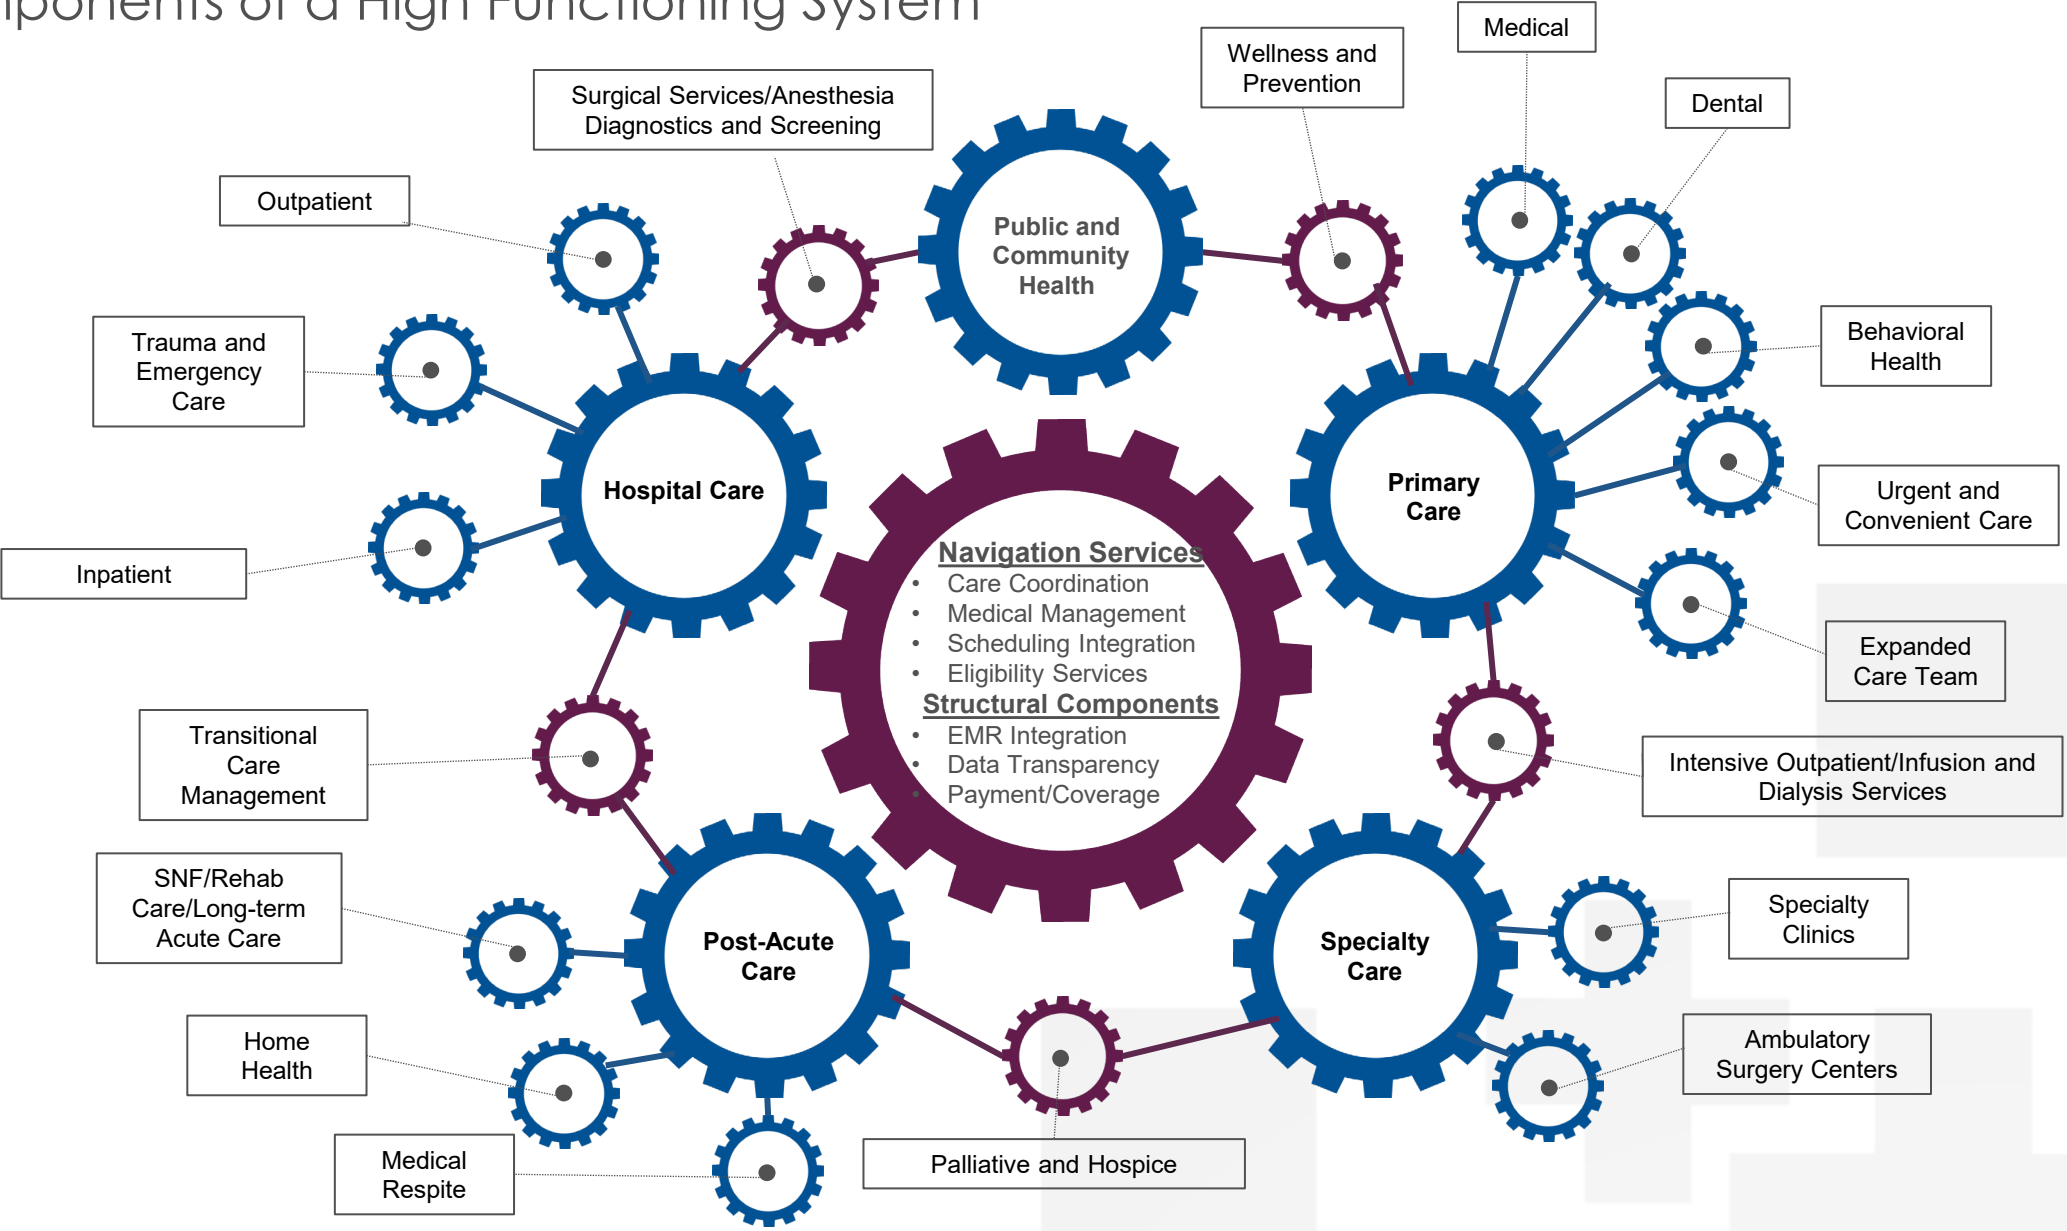 of a High Functioning System
Medical
Wellness and
Prevention
Surgical Services/Anesthesia
Diagnostics and Screening
Dental
Outpatient
Public and
Community
Health
Trauma and
Emergency
Care
Behavioral
Health
Hospital Care
Primary
Care
Urgent and
Convenient Care
Inpatient
Navigation Services
• Care Coordination
• Medical Management
• Scheduling Integration
• Eligibility Services
Structural Components
• EMR Integration
• Data Transparency
• Payment/Coverage
Expanded
Care Team
Transitional
Care
Management
Intensive Outpatient/Infusion and
Dialysis Services
SNF/Rehab
Care/Long-term
Acute Care
Post-Acute
Care
Specialty
Care
Specialty
Clinics
Home
Health
Ambulatory
Surgery Centers
Medical
Respite
Palliative and Hospice